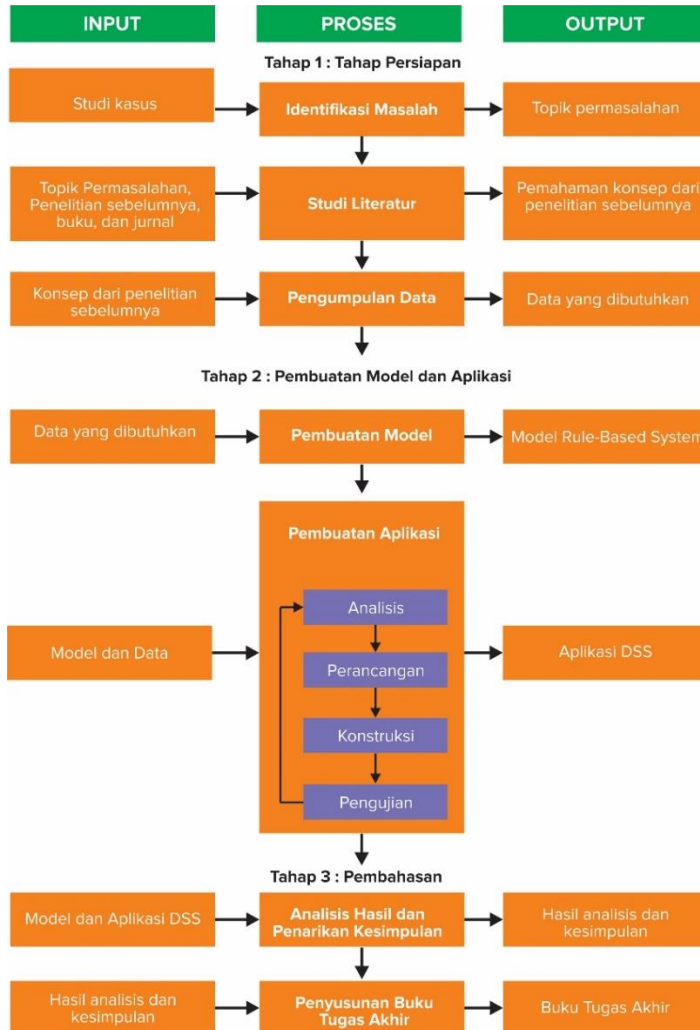 INPUT
PROSES
OUTPUT
Tahap 1 : Tahap Persiapan
Studi kasus
Identifikasi Masalah
Topik permasalahan
Topik Permasalahan,
Penelitian sebelumnya,
buku, dan jurnal
Studi Literatur
Pemahaman konsep dari
penelitian sebelumnya
Konsep dari penelitian
sebelumnya
Pengumpulan Data
Data yang dibutuhkan
Tahap 2 : Pembuatan Model dan Aplikasi
Data yang dibutuhkan
Pembuatan Model
Model Rule-Based System
Pembuatan Aplikasi
Analisis
Perancangan
Konstruksi
Pengujian
Model dan Data
Aplikasi DSS
Tahap 3 : Pembahasan
Model dan Aplikasi DSS
Analisis Hasil dan
Penarikan Kesimpulan
Hasil analisis dan
kesimpulan
Hasil analisis dan
kesimpulan
Penyusunan Buku
Tugas Akhir
Buku Tugas Akhir